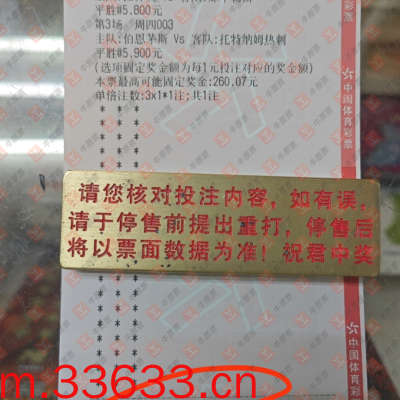 平胜@5.800元
第3场 周四003
主队:伯恩茅斯 Vs 客队:托特纳姆热刺
平胜@5.900元
(选项固定奖金额为每1元投注对应的奖金额)
本票最高可能固定奖金:260.07元
单倍注数:3x1*1注;共1注
中国体育彩票
请您核对投注内容，如有误，
请于停售前提出重打，停售后
将以票面数据为准！祝君中奖
中国体育
m.33633.cn